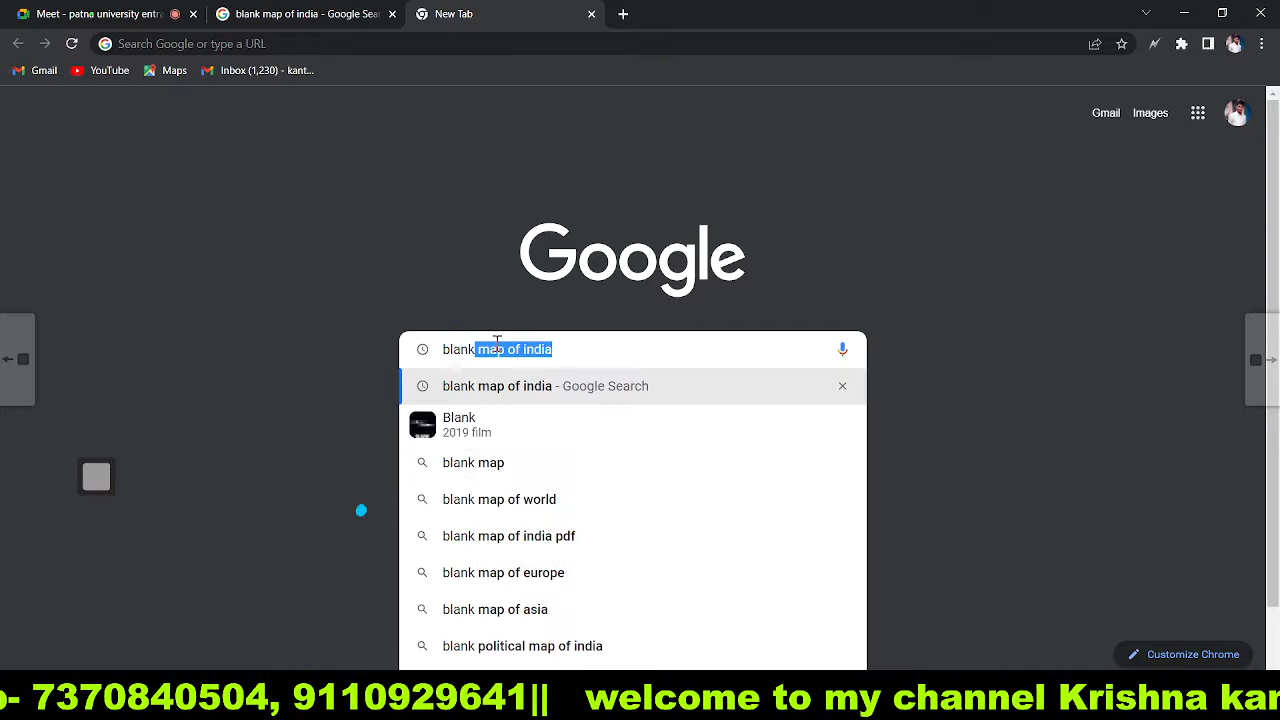 Meet - patna university entre
blank map of india - Google Sear
New Tab
Search Google or type a URL
Gmail
YouTube
Maps
Inbox (1,230) - kant...
Gmail
Images
Google
blank map of india
blank map of india - Google Search
Blank
2019 film
blank map
blank map of world
blank map of india pdf
blank map of europe
blank map of asia
blank political map of india
Customize Chrome
o- 7370840504, 9110929641|| welcome to my channel Krishna kan